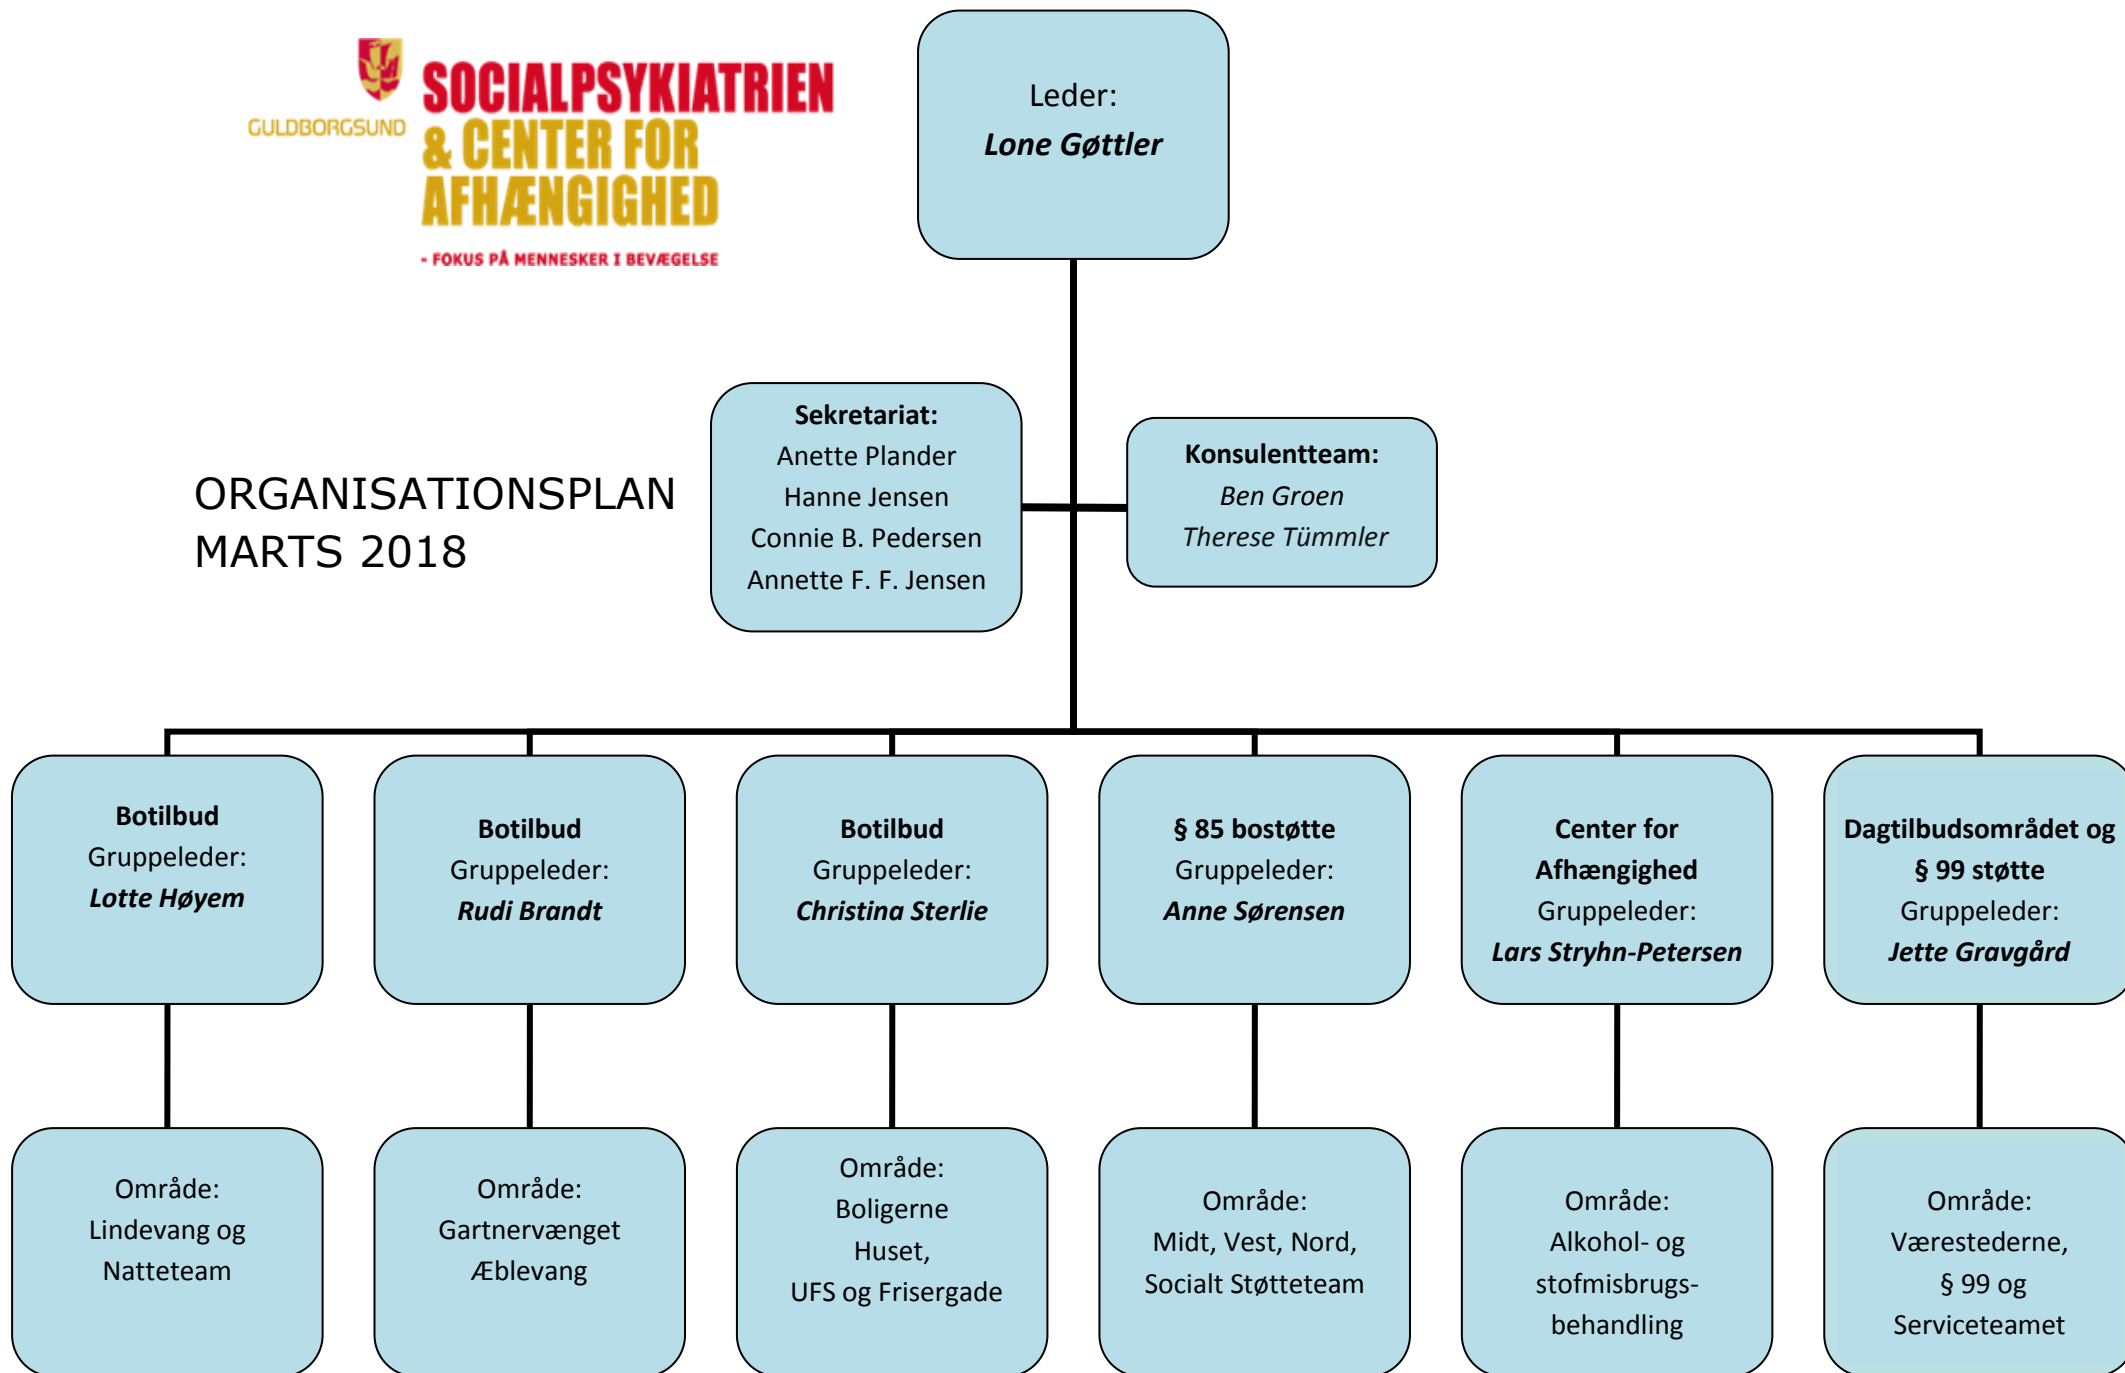 GULDBORGSUND
SOCIALPSYKIATRIEN
& CENTER FOR
AFHÆNGIGHED
- FOKUS PÅ MENNESKER I BEVÆGELSE
Leder:
Lone Gøttler
ORGANISATIONSPLAN
MARTS 2018
Sekretariat:
Anette Plander
Hanne Jensen
Connie B. Pedersen
Annette F. F. Jensen
Konsulentteam:
Ben Groen
Therese Tümmler
Botilbud
Gruppeleder:
Lotte Høyem
Botilbud
Gruppeleder:
Rudi Brandt
Botilbud
Gruppeleder:
Christina Sterlie
§ 85 bostøtte
Gruppeleder:
Anne Sørensen
Center for
Afhængighed
Gruppeleder:
Lars Stryhn-Petersen
Dagtilbudsområdet og
§ 99 støtte
Gruppeleder:
Jette Gravgård
Område:
Lindevang og
Natteteam
Område:
Gartnervænget
Æblevang
Område:
Boligerne
Huset,
UFS og Frisergade
Område:
Midt, Vest, Nord,
Socialt Støtteteam
Område:
Alkohol- og
stofmisbrugs-
behandling
Område:
Værestederne,
§ 99 og
Serviceteamet